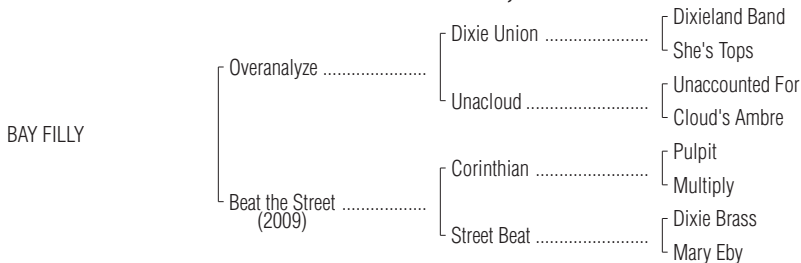 Dixieland Band
Dixie Union ......................
She's Tops
Overanalyze ......................
Unaccounted For
Unacloud ..........................
Cloud's Ambre
BAY FILLY
Pulpit
Corinthian ........................
Multiply
Beat the Street ..................
(2009)
Dixie Brass
Street Beat ........................
Mary Eby